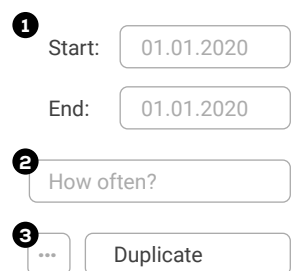 1
Start: 01.01.2020
End: 01.01.2020
2
How often?
3
... Duplicate